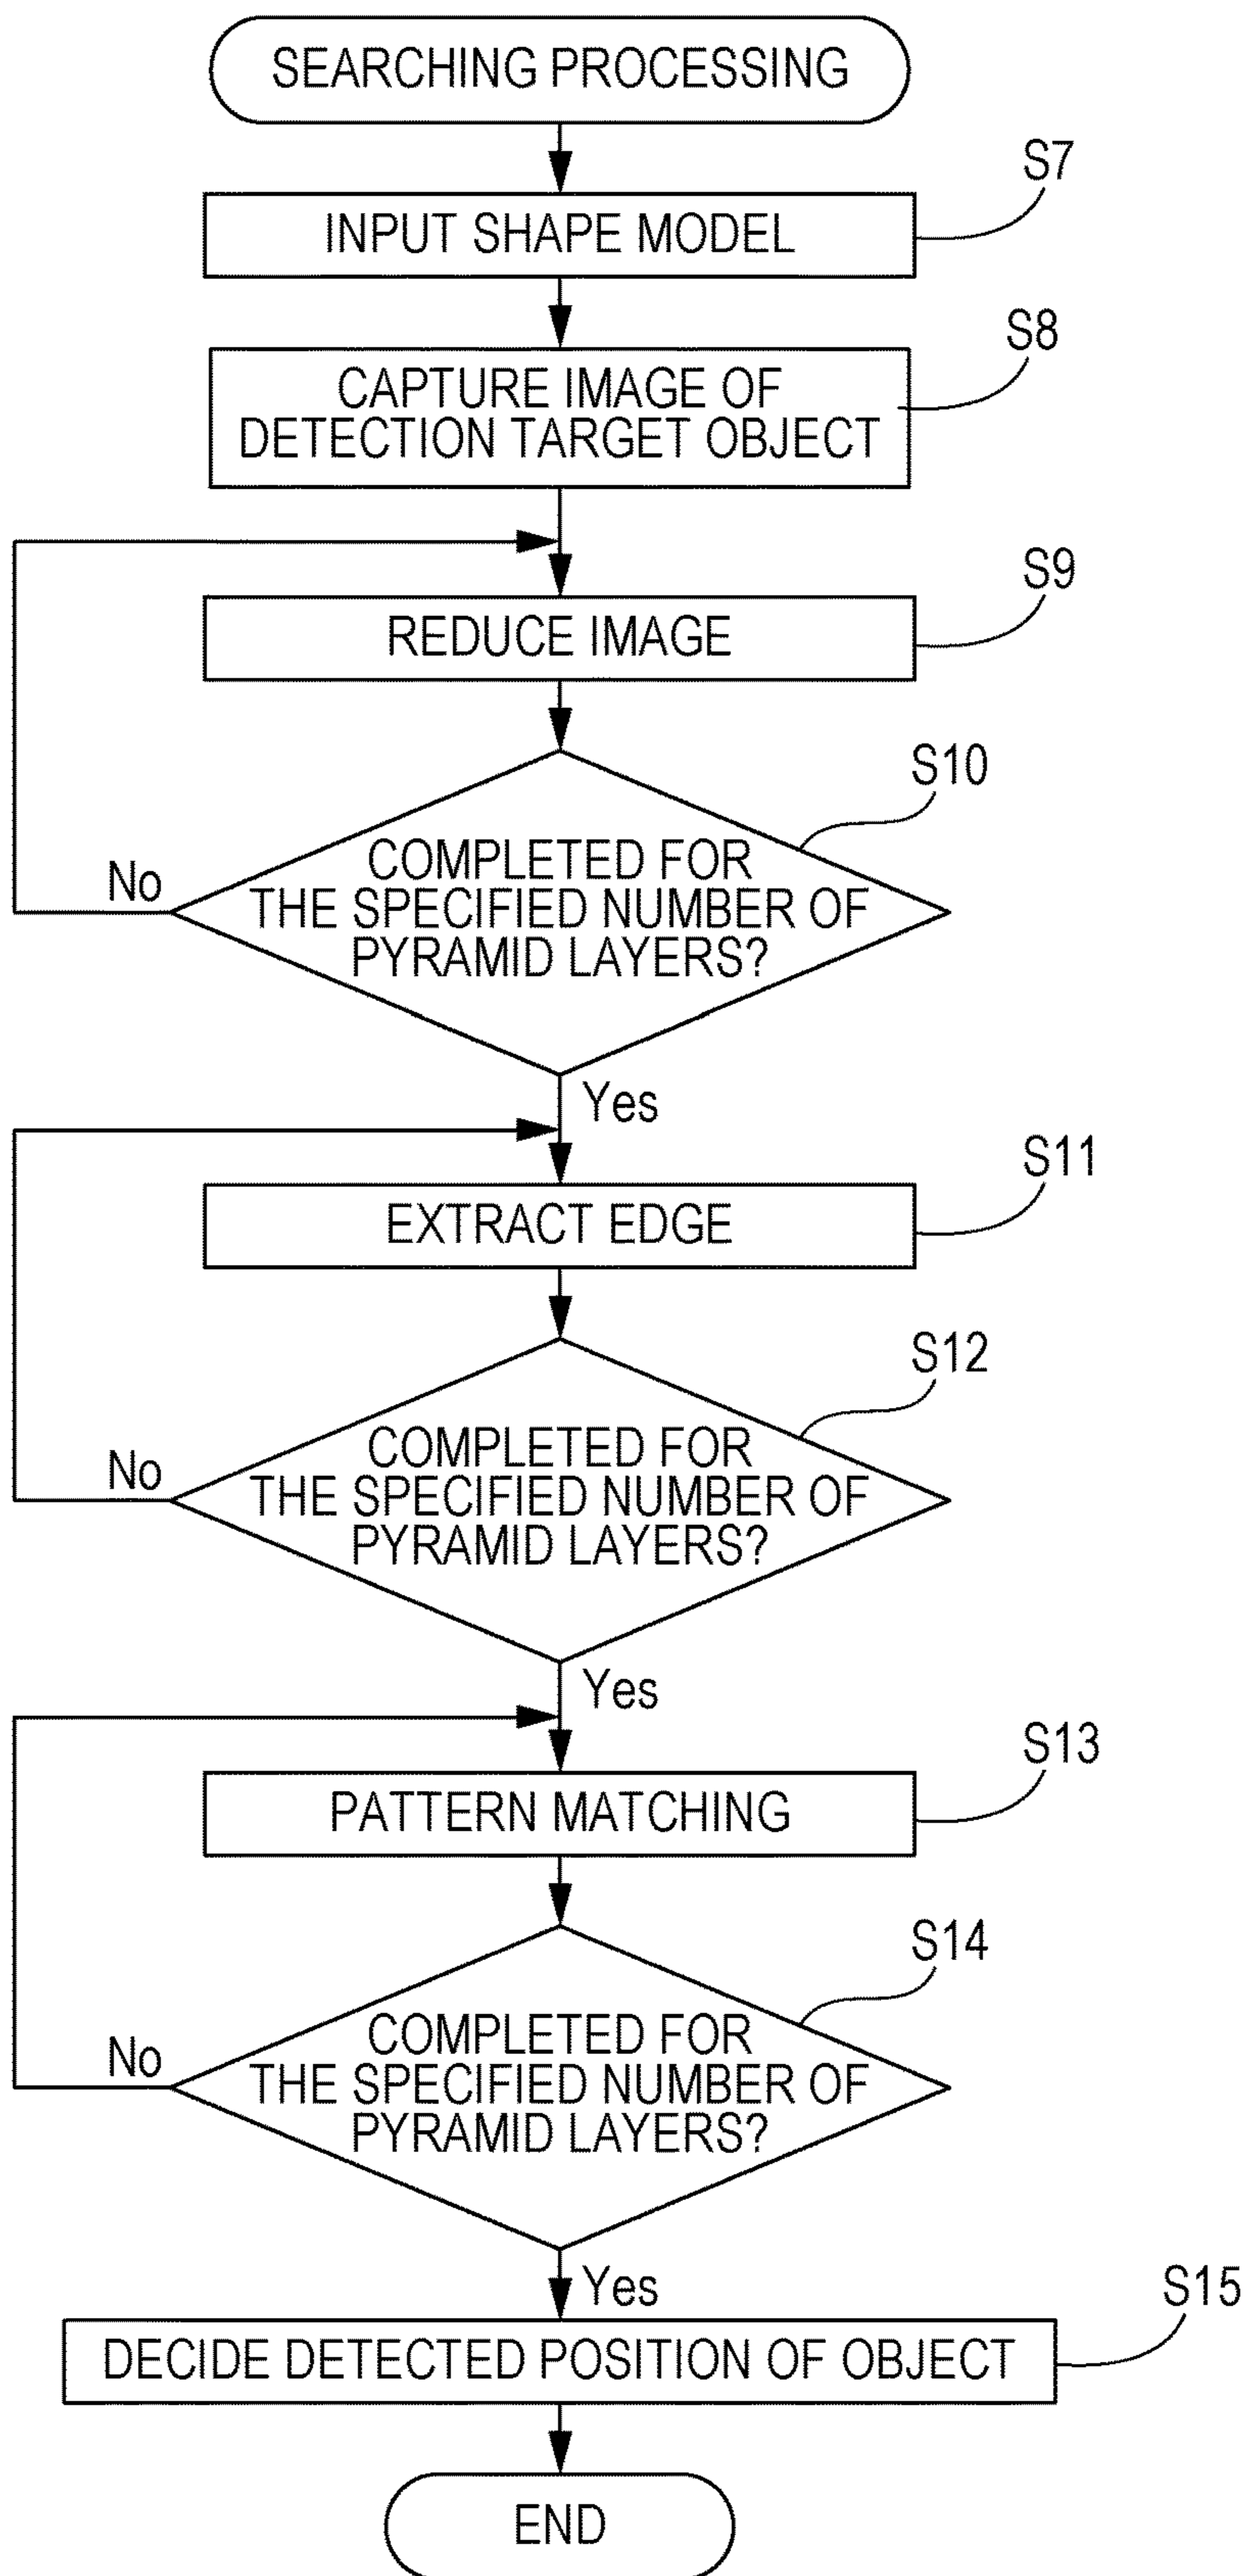 SEARCHING PROCESSING
S7
INPUT SHAPE MODEL
S8
CAPTURE IMAGE OF
DETECTION TARGET OBJECT
S9
REDUCE IMAGE
S10
COMPLETED FOR
THE SPECIFIED NUMBER OF
PYRAMID LAYERS?
No
Yes
S11
EXTRACT EDGE
S12
COMPLETED FOR
THE SPECIFIED NUMBER OF
PYRAMID LAYERS?
No
Yes
S13
PATTERN MATCHING
S14
COMPLETED FOR
THE SPECIFIED NUMBER OF
PYRAMID LAYERS?
No
Yes
S15
DECIDE DETECTED POSITION OF OBJECT
END